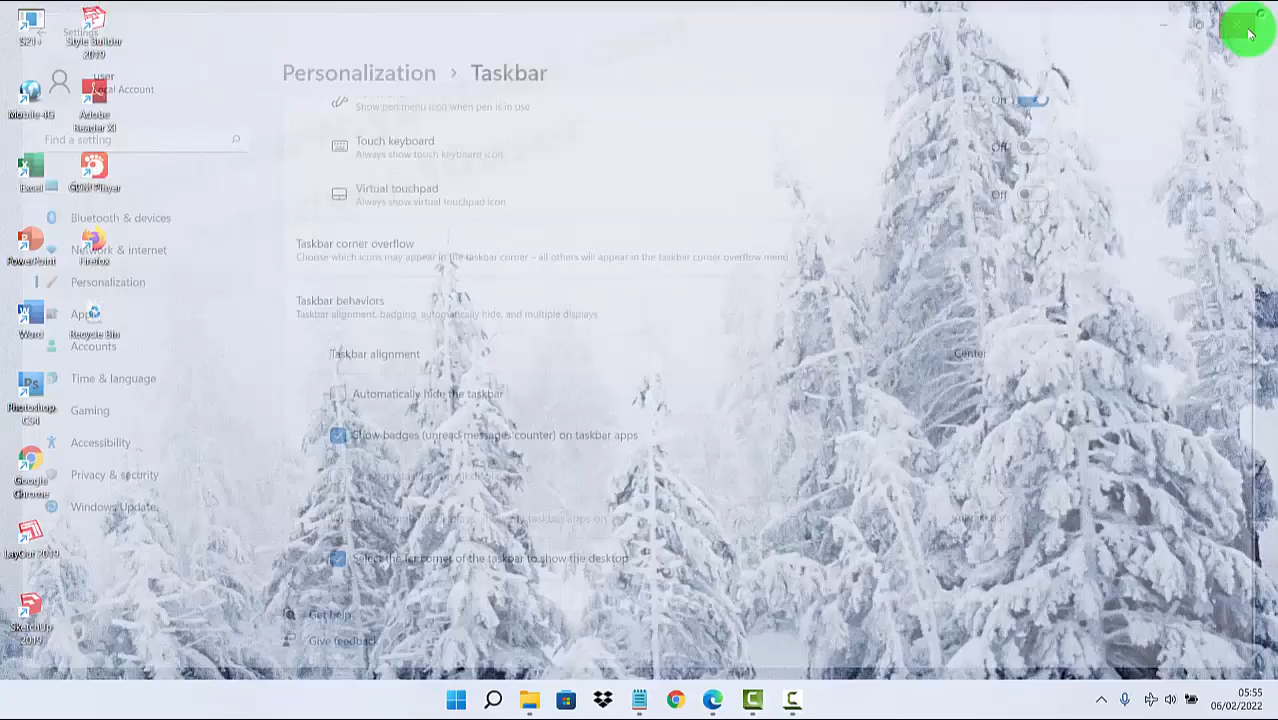 Settings
S21+
Style Builder
2019
user
Local Account
Mobile 4G
Adobe
Reader XI
Find a setting
Excel
Player
Bluetooth & devices
PowerPoint
Firefox
Network & internet
Personalization
Word
Recycle Bin
Apps
Accounts
Photoshop
CS4
Time & language
Gaming
Google
Chrome
Accessibility
Privacy & security
Windows Update
LayOut 2019
SketchUp
2019
Personalization › Taskbar
Show pen menu icon when pen is in use
On
Touch keyboard
Always show touch keyboard icon
Off
Virtual touchpad
Always show virtual touchpad icon
Off
Taskbar corner overflow
Choose which icons may appear in the taskbar corner - all others will appear in the taskbar corner overflow menu
Taskbar behaviors
Taskbar alignment, badging, automatically hide, and multiple displays
Taskbar alignment
Center
Automatically hide the taskbar
Show badges (unread messages counter) on taskbar apps
taskbar apps on
Select the far corner of the taskbar to show the desktop
Get help
Give feedback
05:55
06/02/2022